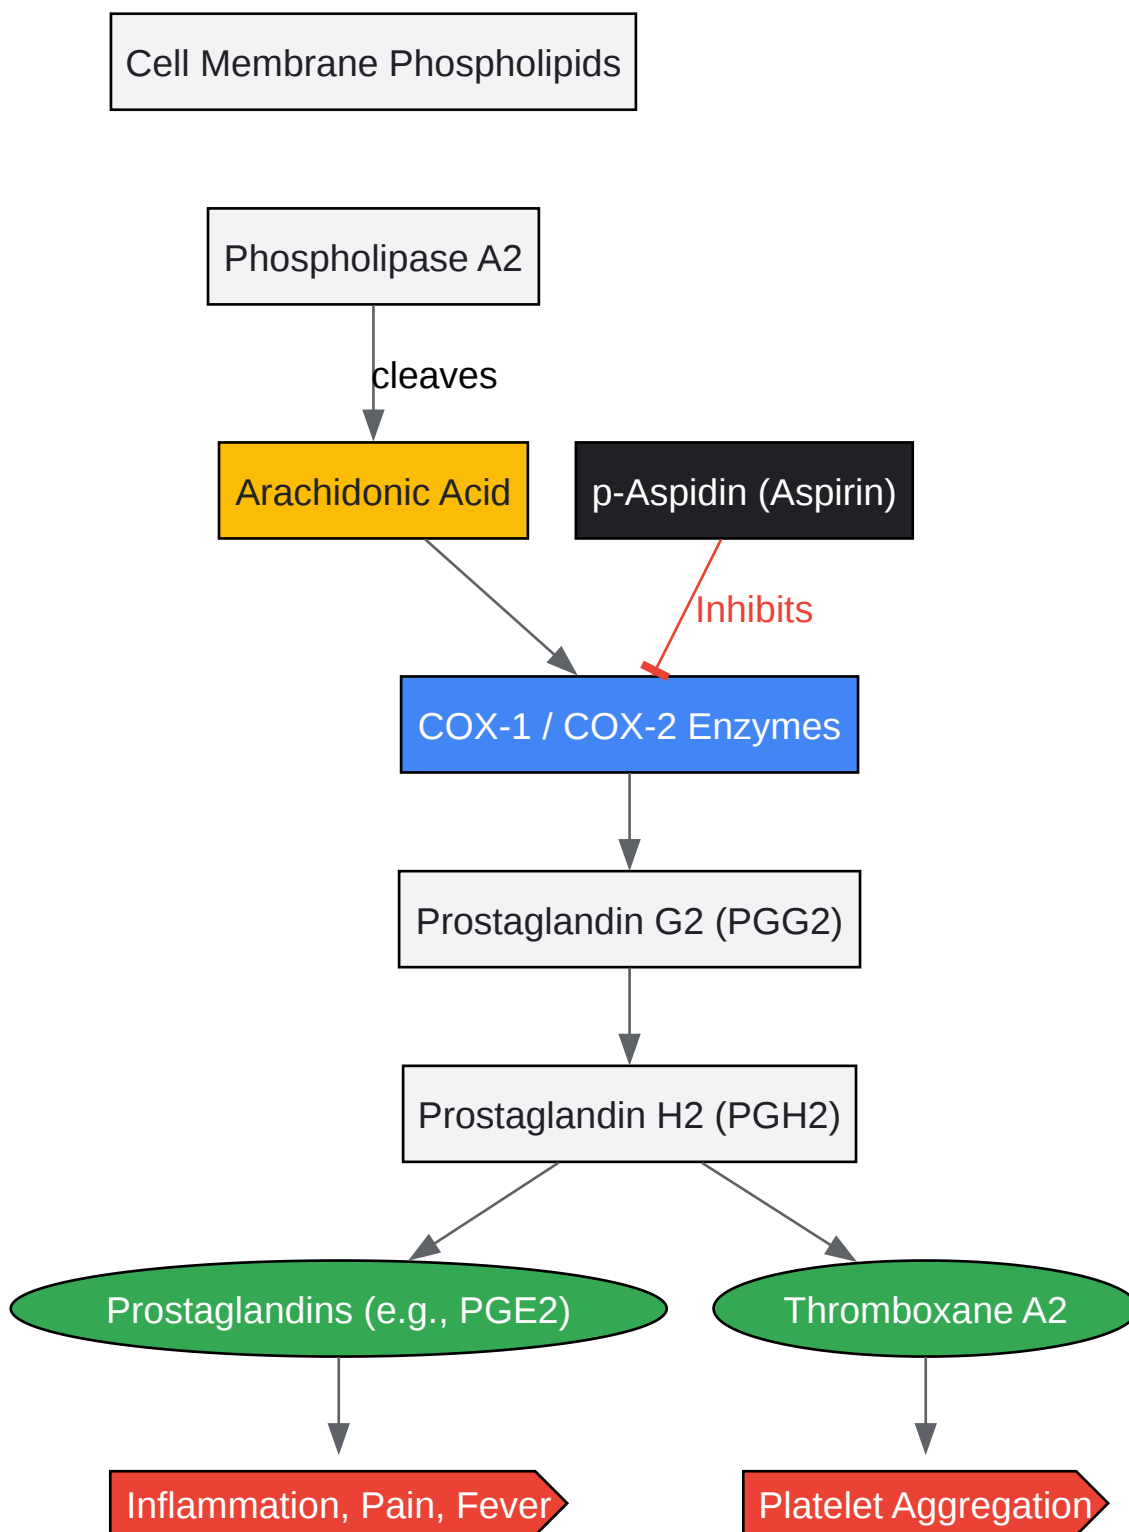 Cell Membrane Phospholipids
Phospholipase A2
cleaves
Arachidonic Acid
p-Aspidin (Aspirin)
Inhibits
COX-1 / COX-2 Enzymes
Prostaglandin G2 (PGG2)
Prostaglandin H2 (PGH2)
Prostaglandins (e.g., PGE2)
Thromboxane A2
Inflammation, Pain, Fever
Platelet Aggregation